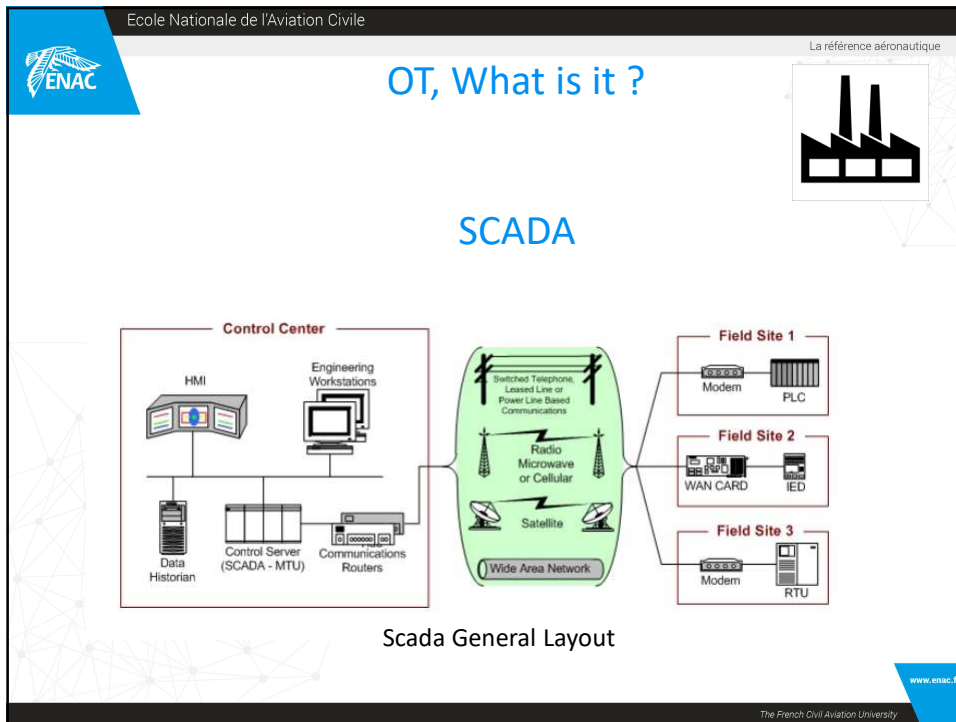 Ecole Nationale de l'Aviation Civile
La référence aéronautique
ENAC
OT, What is it ?
SCADA
Control Center
HMI
Engineering
Workstations
Data
Historian
Control Server
(SCADA - MTU)
Communications
Routers
Switched Telephone,
Leased Line or
Power Line Based
Communications
Radio
Microwave
or Cellular
Satellite
Wide Area Network
Field Site 1
Modem
PLC
Field Site 2
WAN CARD
IED
Field Site 3
Modem
RTU
Scada General Layout
www.enac.f
The French Civil Aviation University